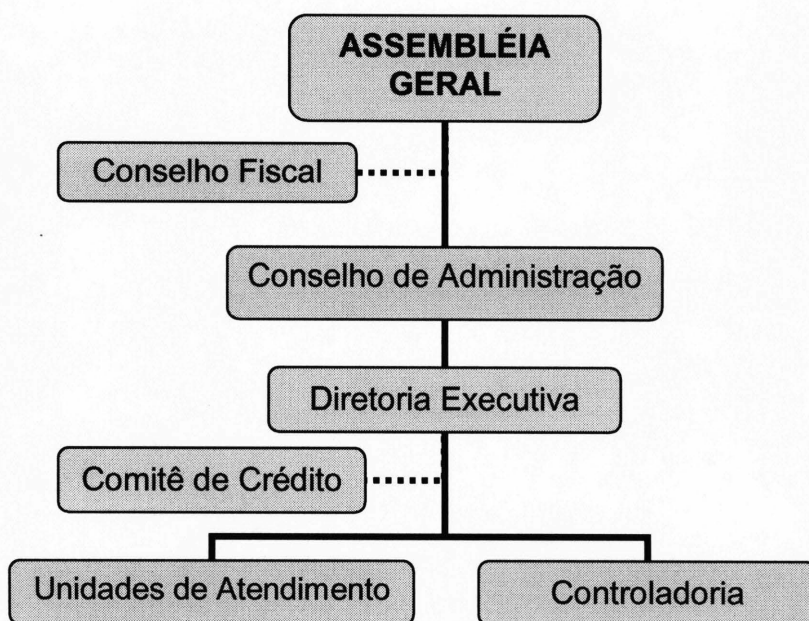 ASSEMBLÉIA
GERAL
Conselho Fiscal
Conselho de Administração
Diretoria Executiva
Comitê de Crédito
Unidades de Atendimento
Controladoria